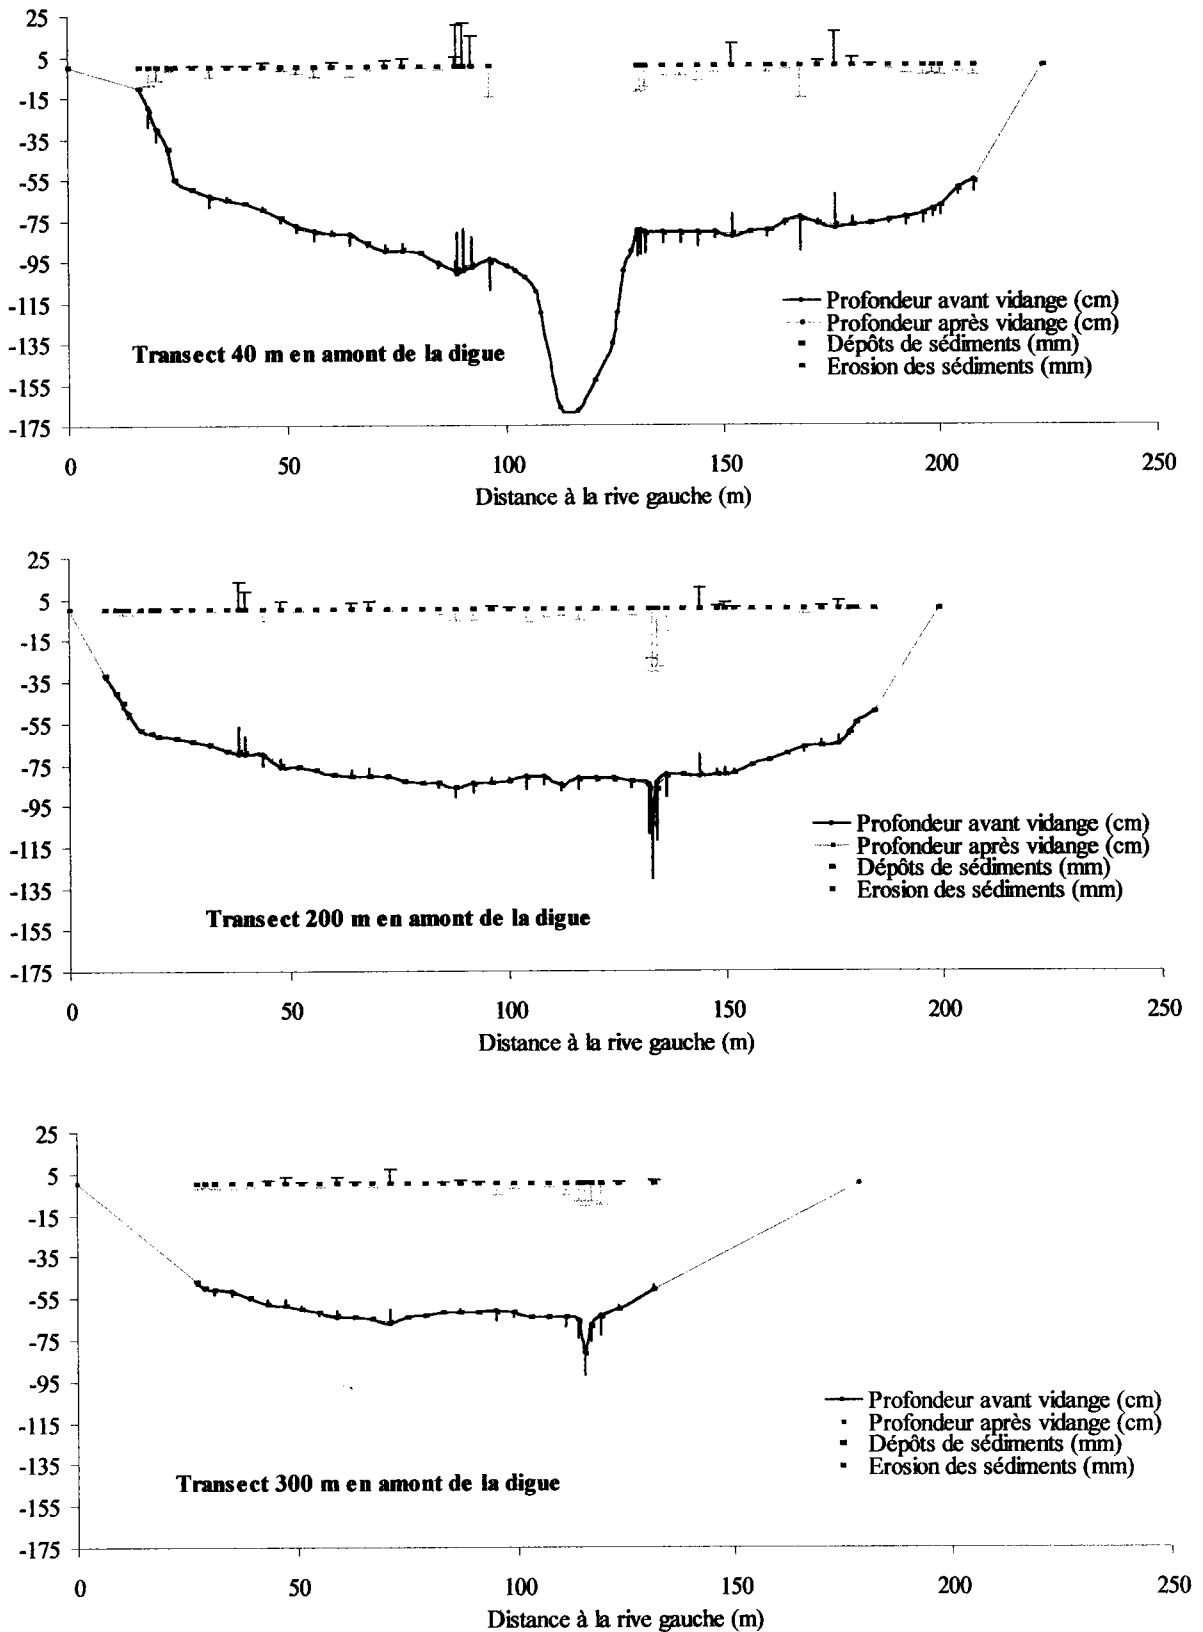 25
5
-15
-35
-55
-75
-95
-115
-135
-155
-175
Profondeur avant vidange (cm)
Profondeur après vidange (cm)
Dépôts de sédiments (mm)
Erosion des sédiments (mm)
Transect 40 m en amont de la digue
0 50 100 150 200 250
Distance à la rive gauche (m)
25
5
-15
-35
-55
-75
-95
-115
-135
-155
-175
Profondeur avant vidange (cm)
Profondeur après vidange (cm)
Dépôts de sédiments (mm)
Erosion des sédiments (mm)
Transect 200 m en amont de la digue
0 50 100 150 200 250
Distance à la rive gauche (m)
25
5
-15
-35
-55
-75
-95
-115
-135
-155
-175
Profondeur avant vidange (cm)
Profondeur après vidange (cm)
Dépôts de sédiments (mm)
Erosion des sédiments (mm)
Transect 300 m en amont de la digue
0 50 100 150 200 250
Distance à la rive gauche (m)